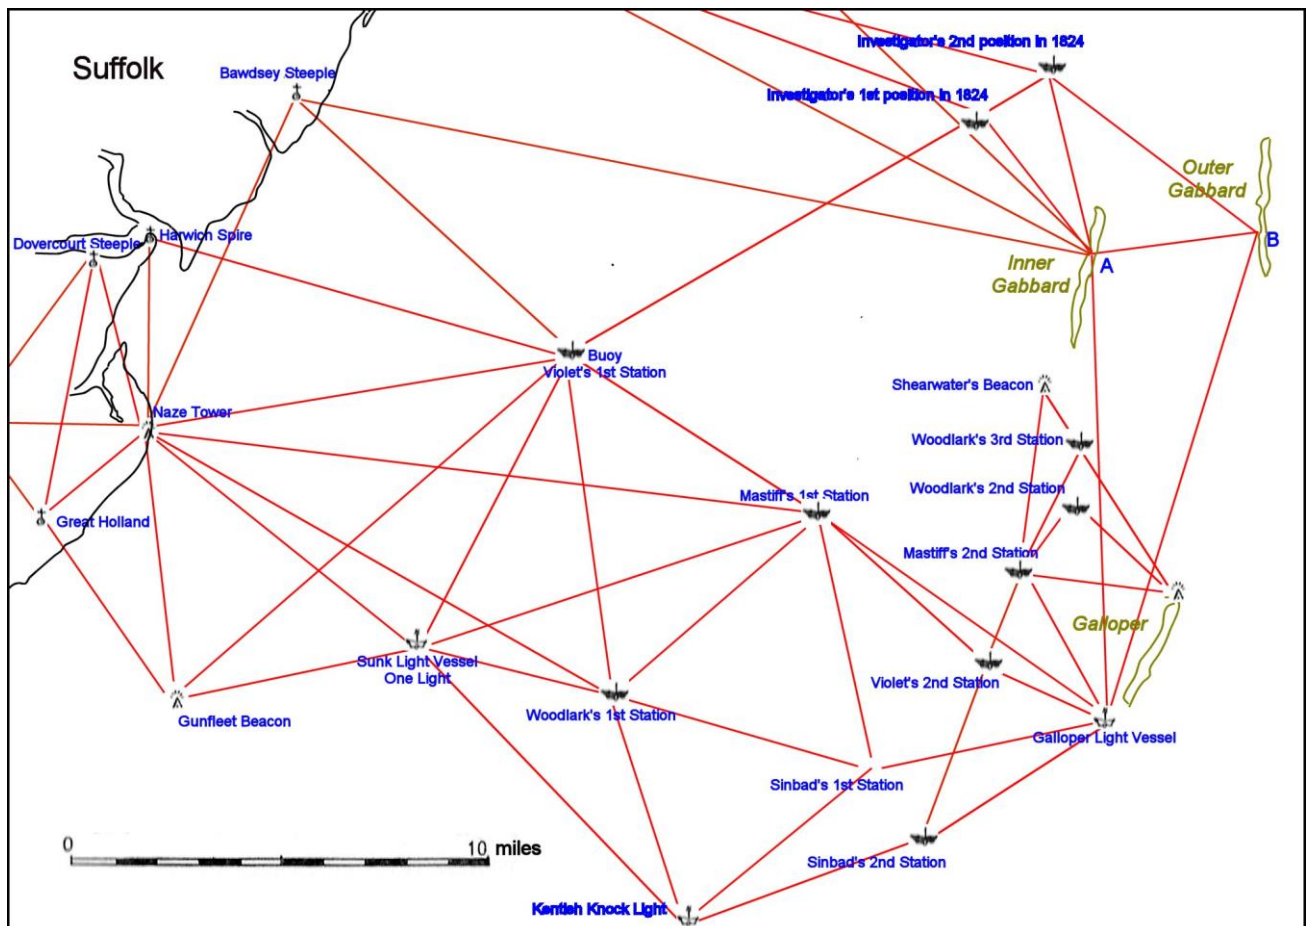 Investigator's 2nd position in 1824
Suffolk
Bawdsey Steeple
Investigator's 1st position in 1824
Outer
Gabbard
Harwich Spire
Dovercourt Steeple
B
A
Inner
Gabbard
Buoy
Violet's 1st Station
Shearwater's Beacon
Naze Tower
Woodlark's 3rd Station
Woodlark's 2nd Station
Mastiff's 1st Station
Great Holland
Mastiff's 2nd Station
Galloper
Sunk Light Vessel
One Light
Violet's 2nd Station
Woodlark's 1st Station
Gunfleet Beacon
Galloper Light Vessel
Sinbad's 1st Station
0
10 miles
Sinbad's 2nd Station
Kentish Knock Light